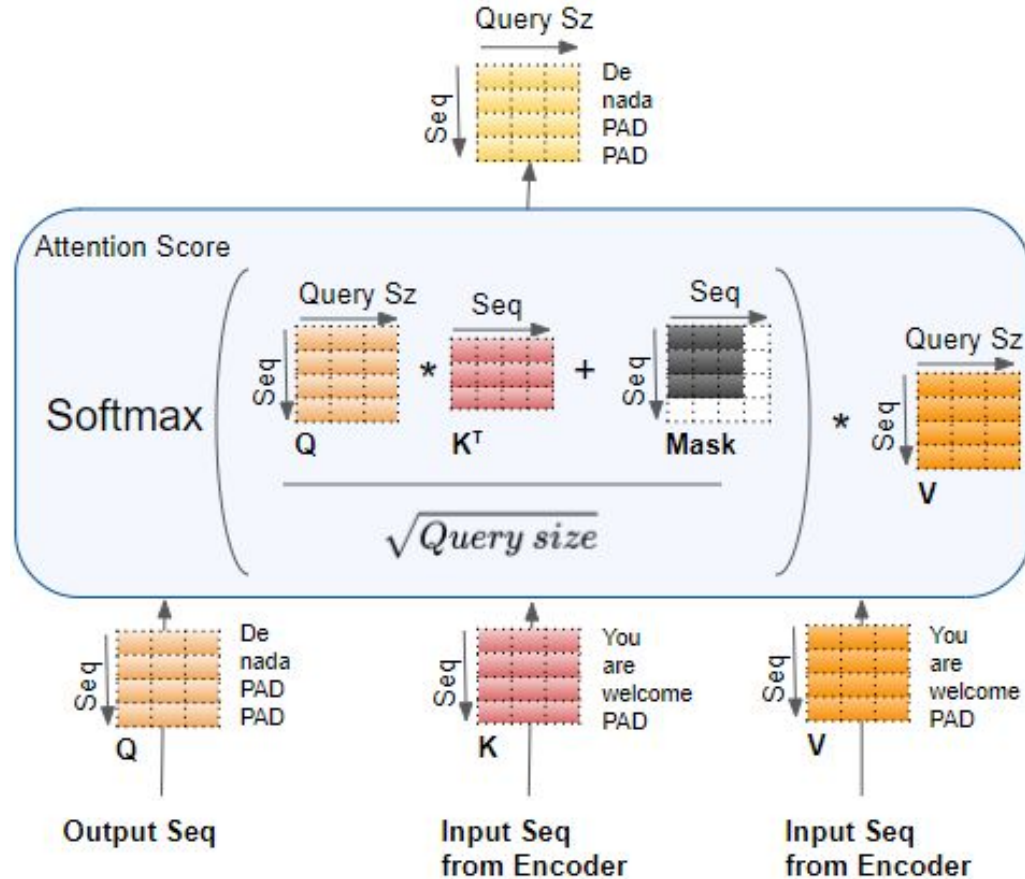 Query Sz
Seq
De
nada
PAD
PAD
Attention Score
Softmax
Query Sz
Seq
Q
*
Seq
Kᵀ
+
Seq
Seq
Mask
√Query size
*
Query Sz
Seq
V
Seq
De
nada
PAD
PAD
Q
Output Seq
Seq
You
are
welcome
PAD
K
Input Seq
from Encoder
Seq
You
are
welcome
PAD
V
Input Seq
from Encoder